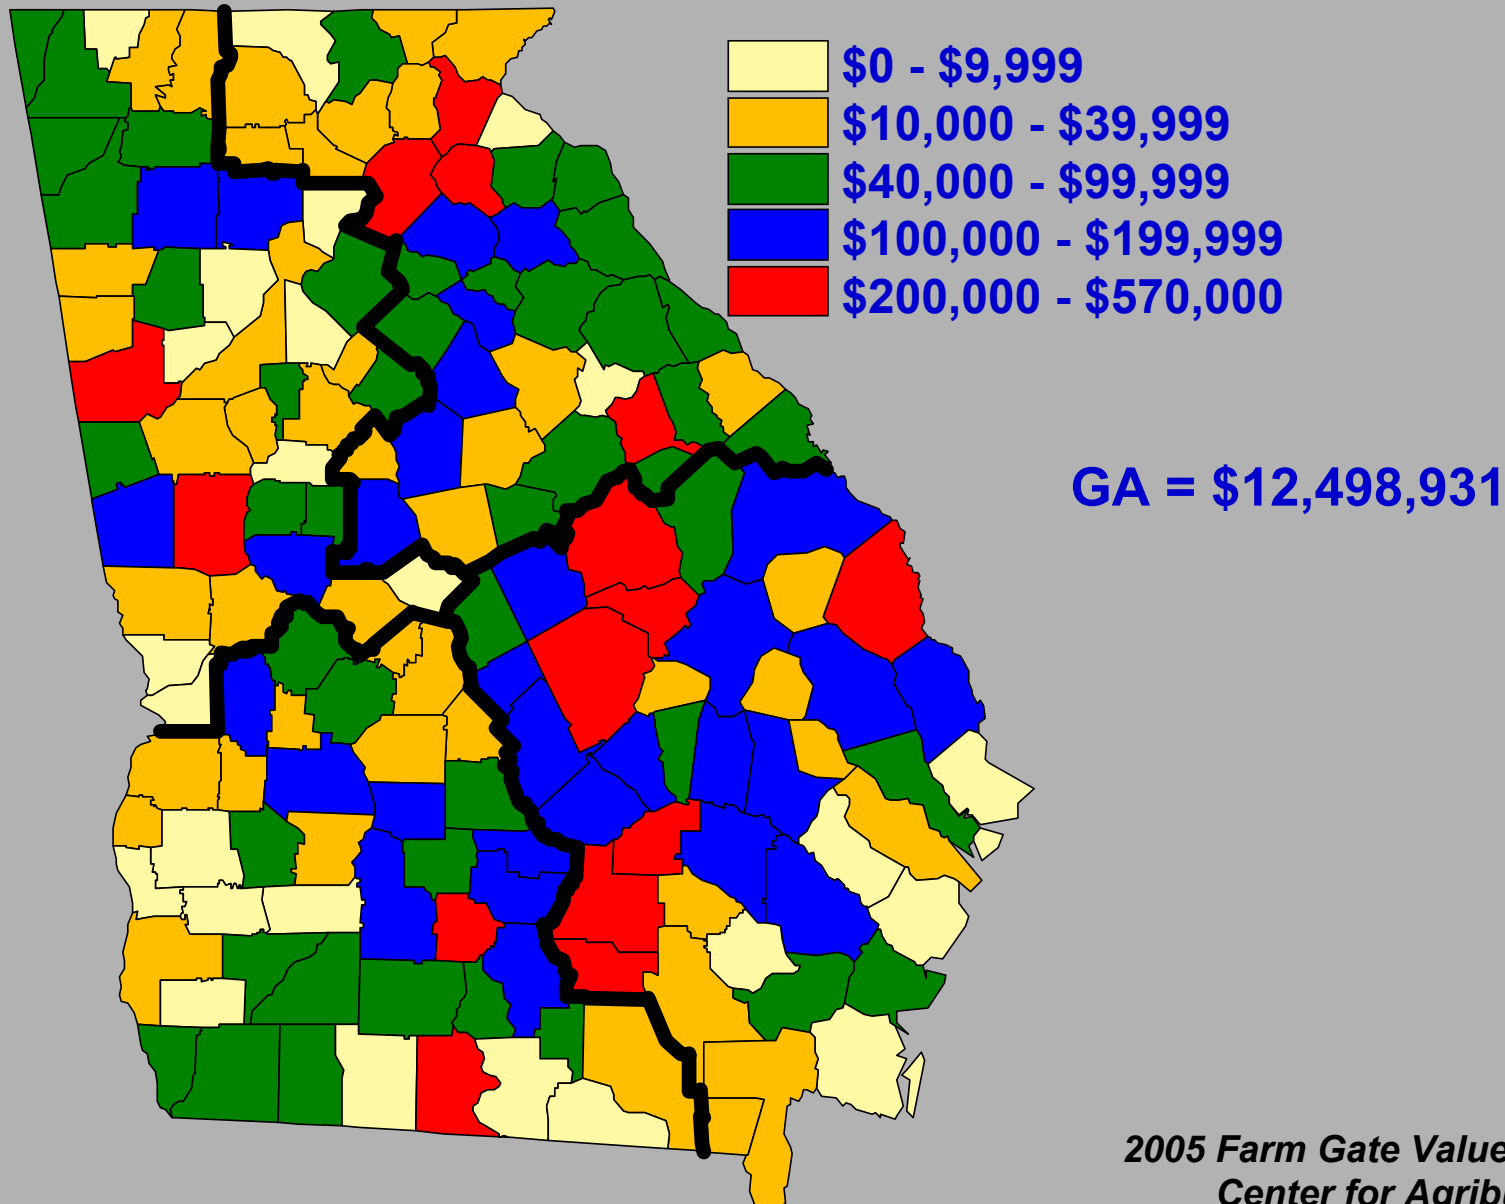 $0 - $9,999
$10,000 - $39,999
$40,000 - $99,999
$100,000 - $199,999
$200,000 - $570,000
GA = $12,498,931
2005 Farm Gate Value
Center for